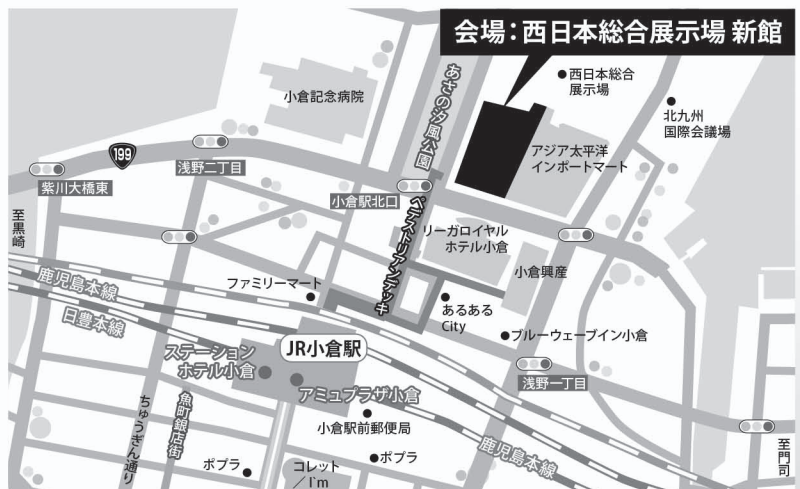 会場：西日本総合展示場 新館
西日本総合
展示場
北九州
国際会議場
小倉記念病院
あさの汐風公園
アジア太平洋
インポートマート
199
浅野二丁目
紫川大橋東
小倉駅北口
至黒崎
ペデストリアンデッキ
リーガロイヤル
ホテル小倉
小倉興産
ファミリーマート
鹿児島本線
日豊本線
あるある
City
ブルーウェーブイン小倉
JR小倉駅
ステーション
ホテル小倉
アミュプラザ小倉
浅野一丁目
小倉駅前郵便局
ちゅうぎん通り
魚町銀店街
ポプラ
ポプラ
コレット
／I'm
鹿児島本線
至門司